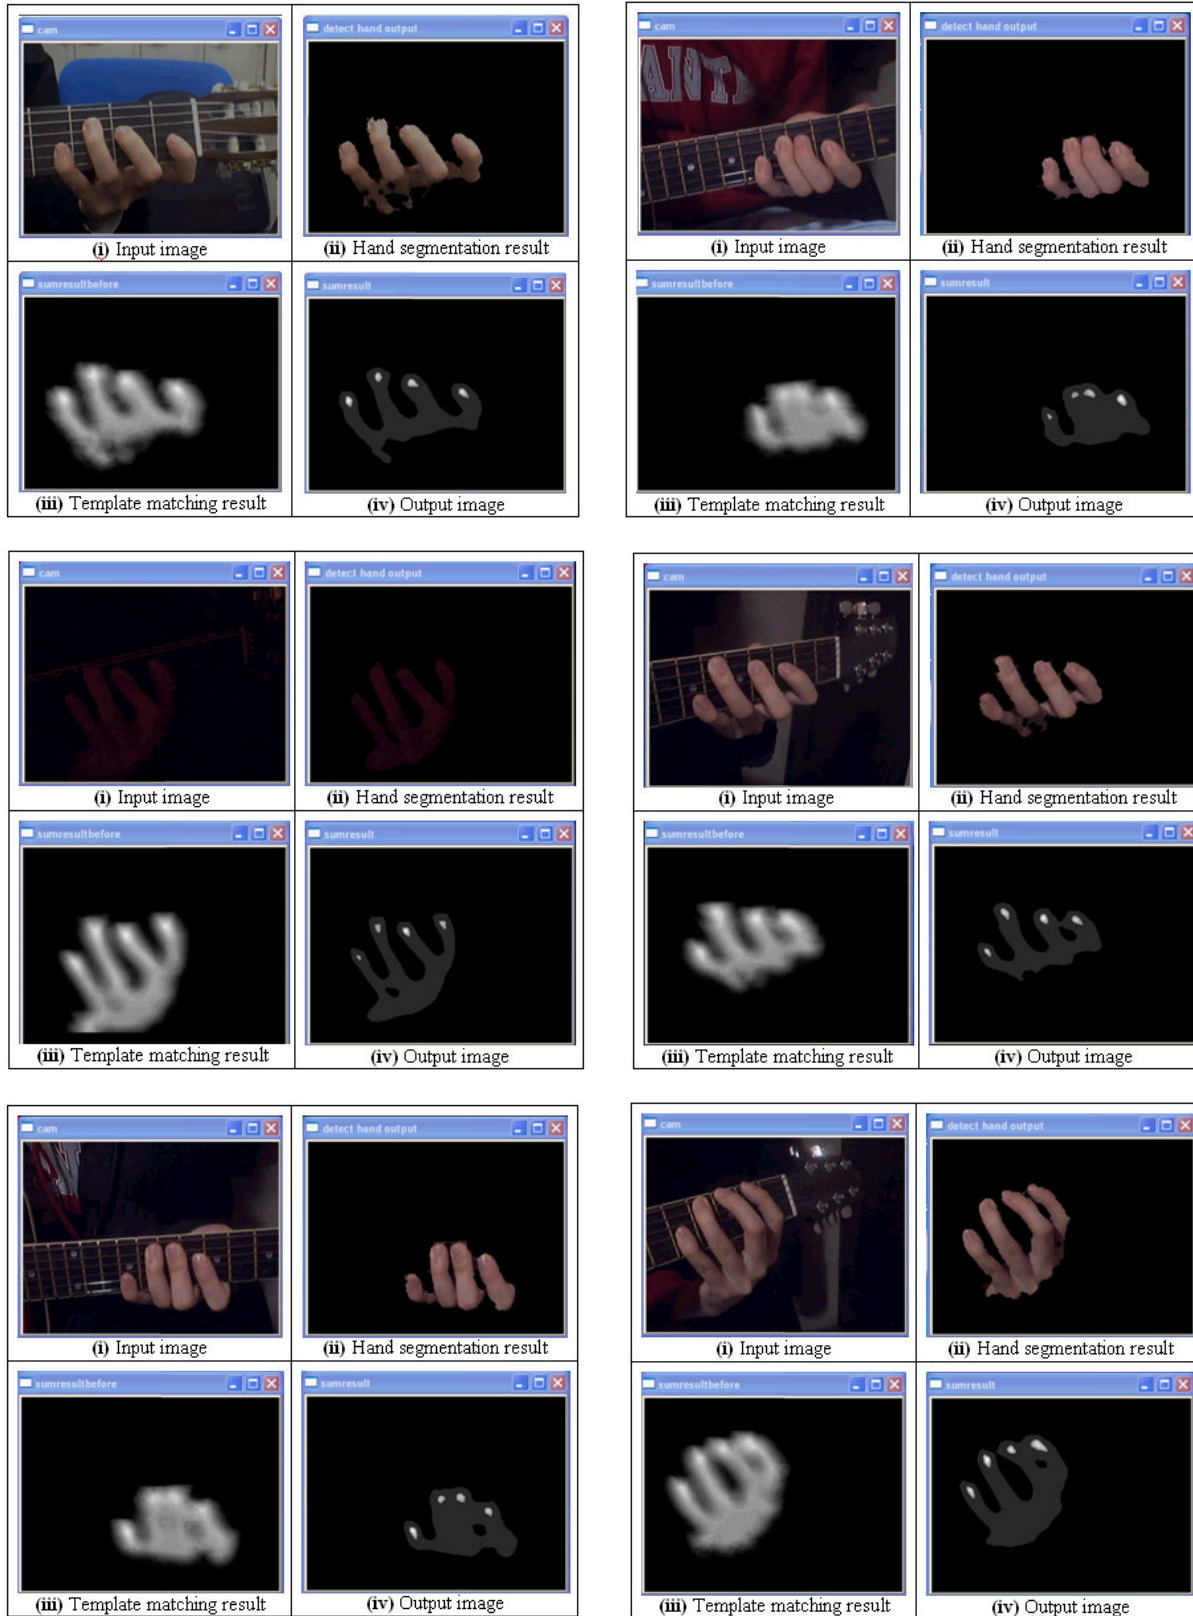 cam
detect hand output
(i) Input image
(ii) Hand segmentation result
sumresultbefore
sumresult
(iii) Template matching result
(iv) Output image
cam
detect hand output
ANTA
(i) Input image
(ii) Hand segmentation result
sumresultbefore
sumresult
(iii) Template matching result
(iv) Output image
cam
detect hand output
(i) Input image
(ii) Hand segmentation result
sumresultbefore
sumresult
(iii) Template matching result
(iv) Output image
cam
detect hand output
(i) Input image
(ii) Hand segmentation result
sumresultbefore
sumresult
(iii) Template matching result
(iv) Output image
cam
detect hand output
(i) Input image
(ii) Hand segmentation result
sumresultbefore
sumresult
(iii) Template matching result
(iv) Output image
cam
detect hand output
(i) Input image
(ii) Hand segmentation result
sumresultbefore
sumresult
(iii) Template matching result
(iv) Output image